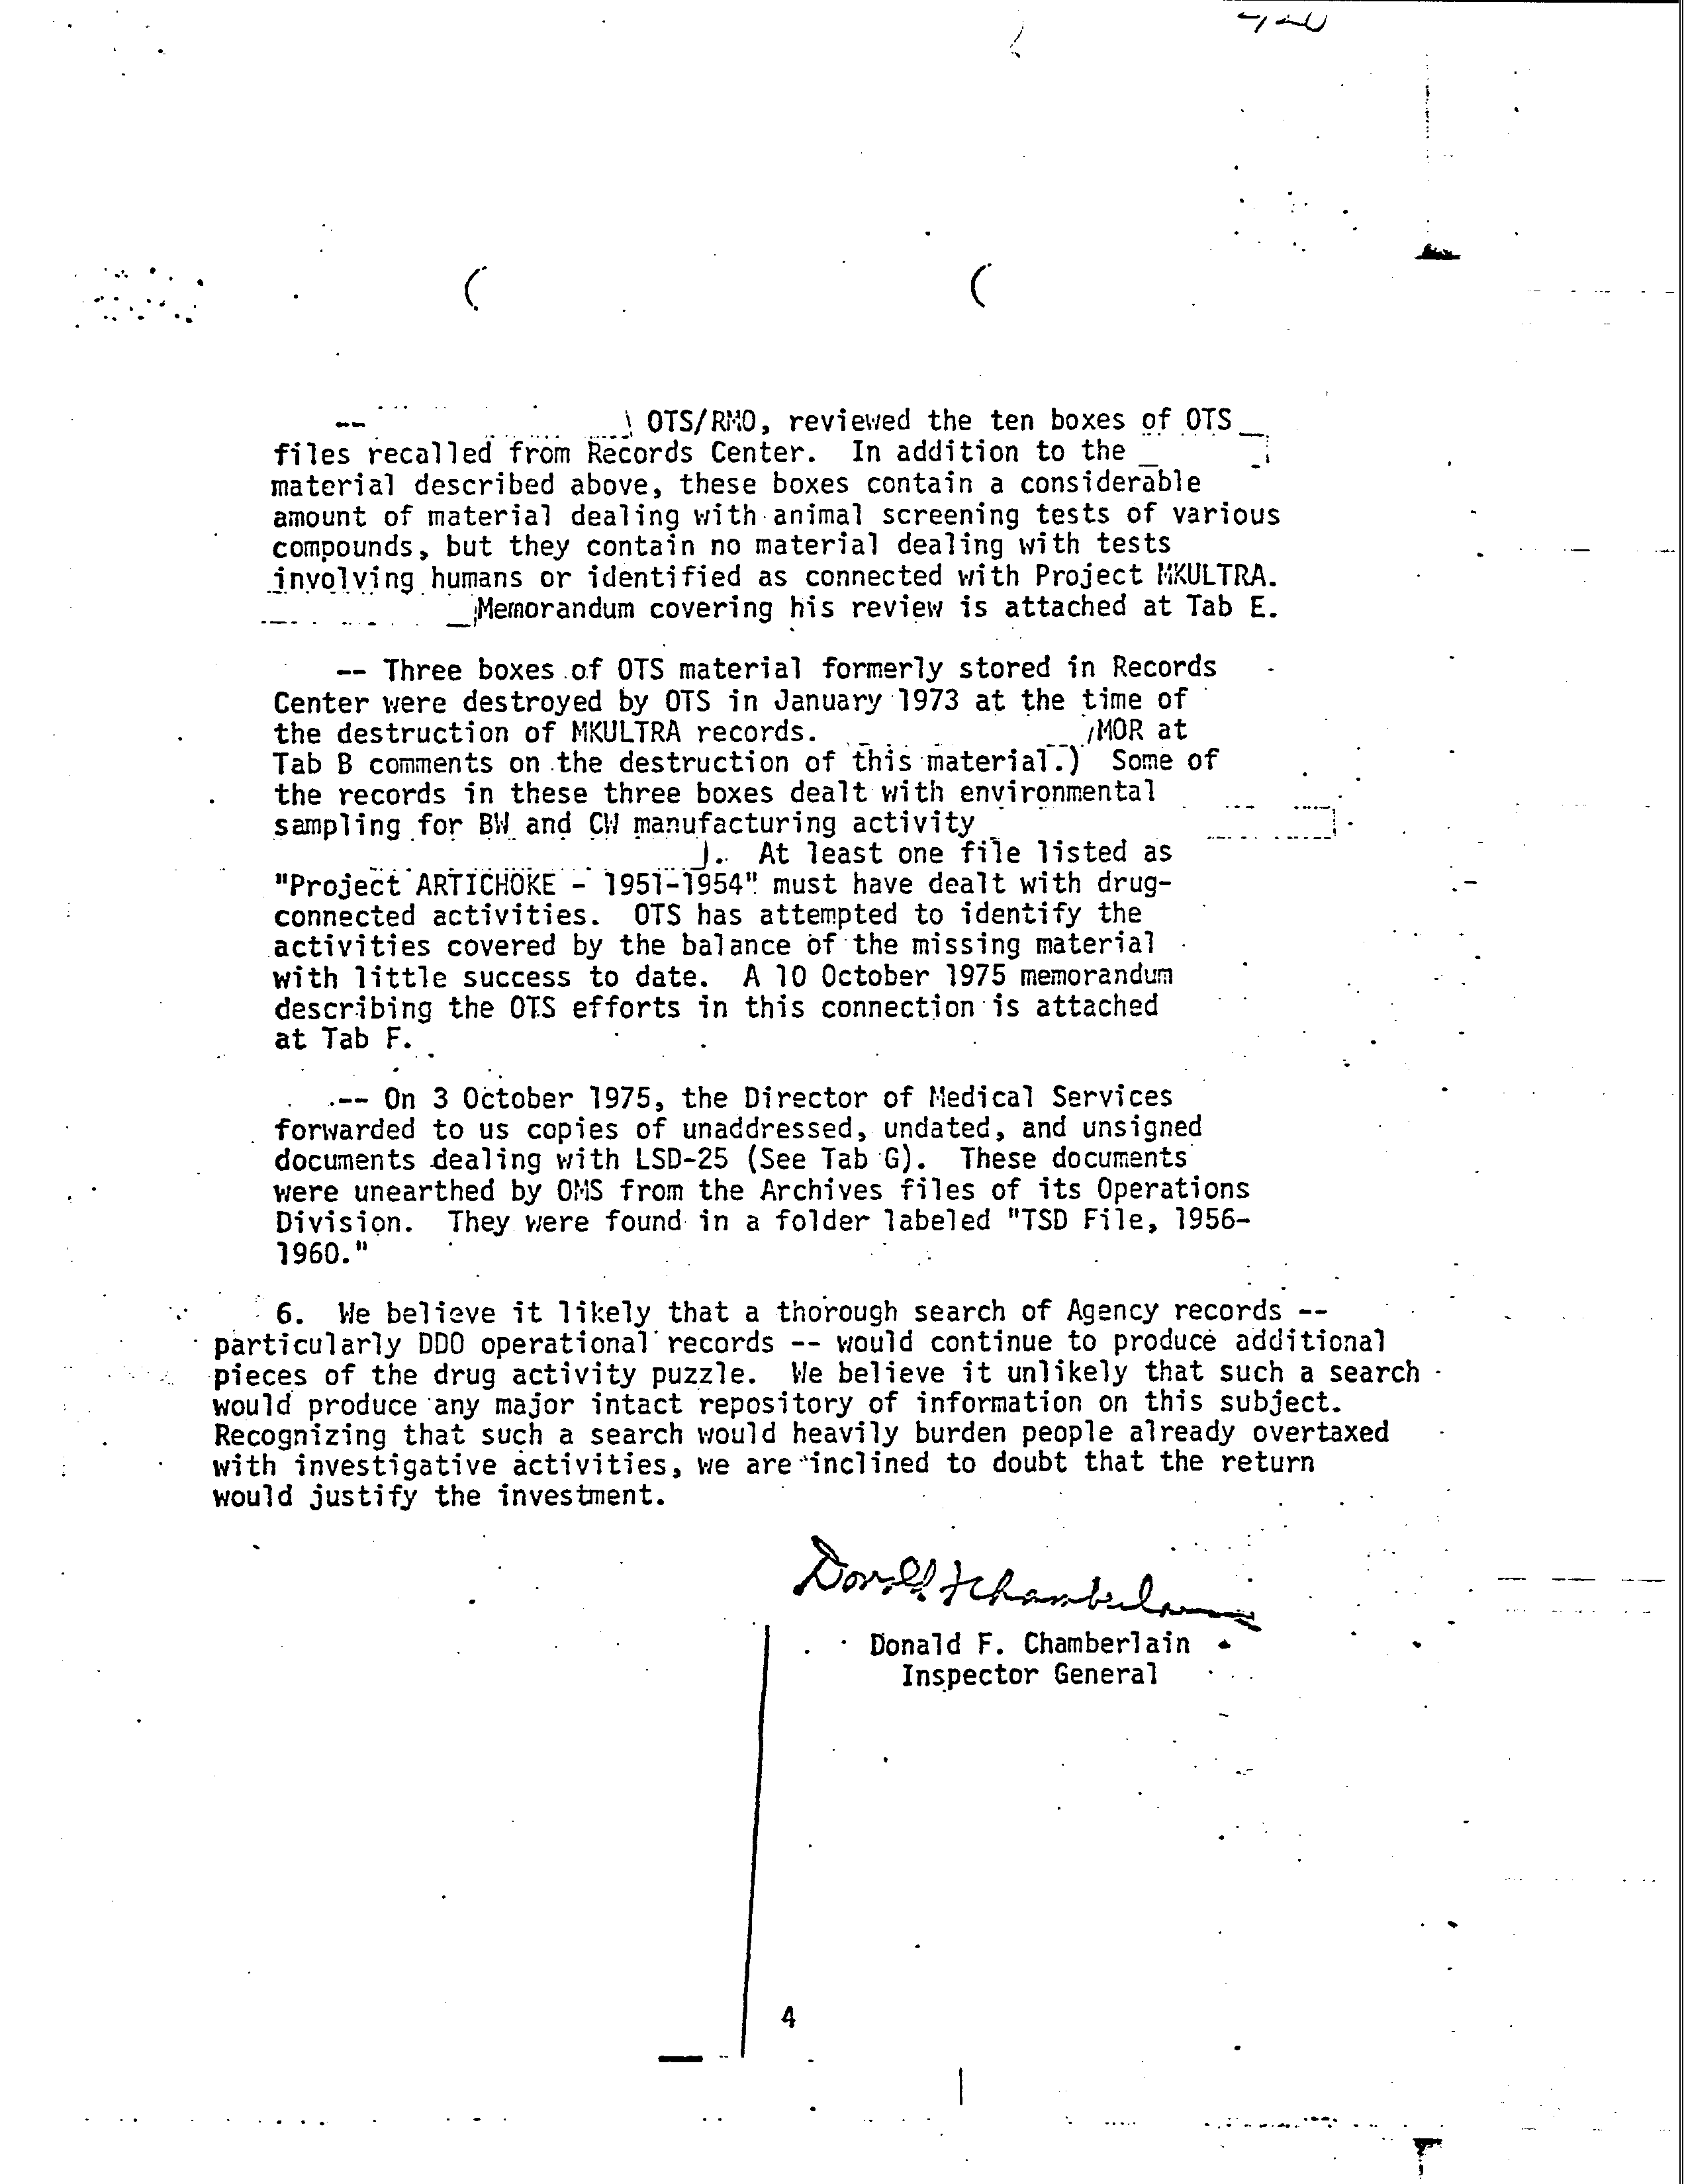 -- OTS/RMO, reviewed the ten boxes of OTS
files recalled from Records Center. In addition to the
material described above, these boxes contain a considerable
amount of material dealing with animal screening tests of various
compounds, but they contain no material dealing with tests
involving humans or identified as connected with Project MKULTRA.
Memorandum covering his review is attached at Tab E.
-- Three boxes of OTS material formerly stored in Records
Center were destroyed by OTS in January 1973 at the time of
the destruction of MKULTRA records. MOR at
Tab B comments on the destruction of this material.) Some of
the records in these three boxes dealt with environmental
sampling for BW and CW manufacturing activity
). At least one file listed as
"Project ARTICHOKE - 1951-1954" must have dealt with drug-
connected activities. OTS has attempted to identify the
activities covered by the balance of the missing material
with little success to date. A 10 October 1975 memorandum
describing the OTS efforts in this connection is attached
at Tab F.
-- On 3 October 1975, the Director of Medical Services
forwarded to us copies of unaddressed, undated, and unsigned
documents dealing with LSD-25 (See Tab G). These documents
were unearthed by OMS from the Archives files of its Operations
Division. They were found in a folder labeled "TSD File, 1956-
1960."
6. We believe it likely that a thorough search of Agency records --
particularly DDO operational records -- would continue to produce additional
pieces of the drug activity puzzle. We believe it unlikely that such a search
would produce any major intact repository of information on this subject.
Recognizing that such a search would heavily burden people already overtaxed
with investigative activities, we are inclined to doubt that the return
would justify the investment.
Donald F. Chamberlain
Donald F. Chamberlain
Inspector General
4